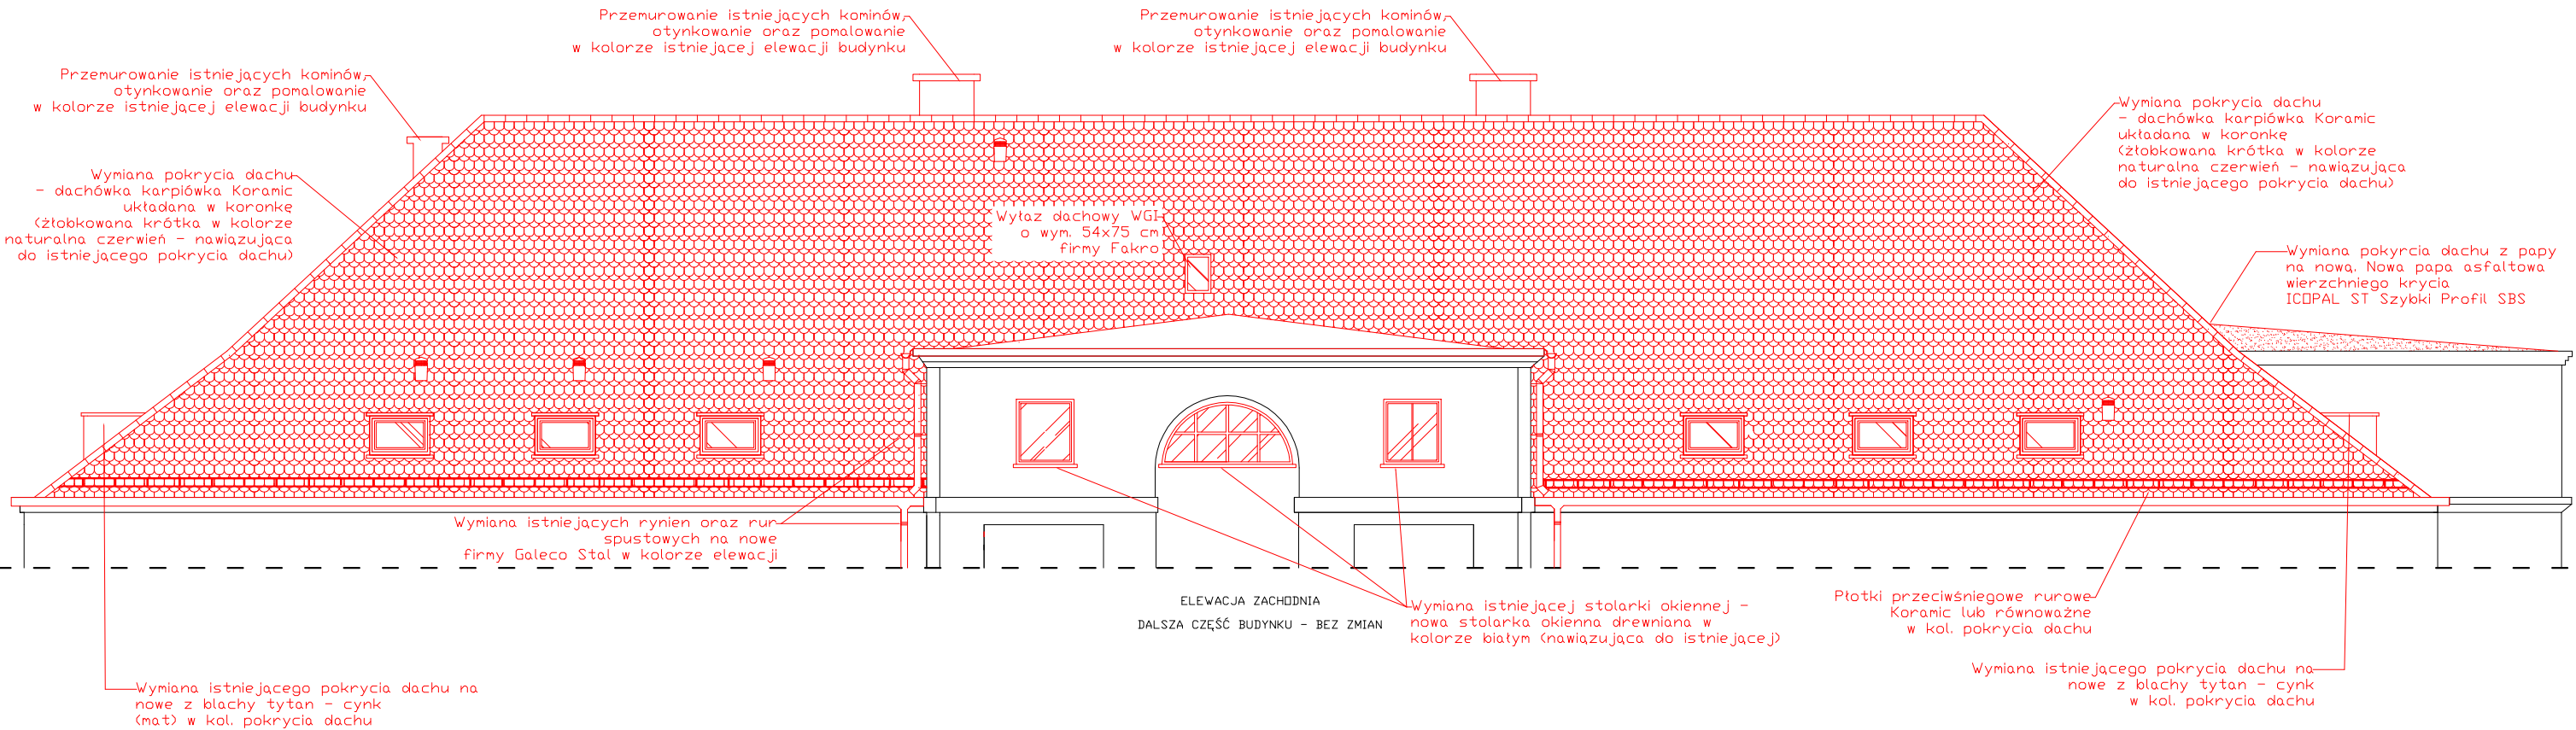 Przemurowanie istniejących kominów,
otynkowanie oraz pomalowanie
w kolorze istniejącej elewacji budynku
Przemurowanie istniejących kominów,
otynkowanie oraz pomalowanie
w kolorze istniejącej elewacji budynku
Przemurowanie istniejących kominów,
otynkowanie oraz pomalowanie
w kolorze istniejącej elewacji budynku
Wymiana pokrycia dachu
- dachówka karpiówka Koramic
układana w koronkę
(żłobkowana krótka w kolorze
naturalna czerwień - nawiązująca
do istniejącego pokrycia dachu)
Wymiana pokrycia dachu
- dachówka karpiówka Koramic
układana w koronkę
(żłobkowana krótka w kolorze
naturalna czerwień - nawiązująca
do istniejącego pokrycia dachu)
Wyłaz dachowy WGI
o wym. 54x75 cm
firmy Fakro
Wymiana pokyrcia dachu z papy
na nową. Nowa papa asfaltowa
wierzchniego krycia
ICOPAL ST Szybki Profil SBS
Wymiana istniejących rynien oraz rur
spustowych na nowe
firmy Galeco Stal w kolorze elewacji
ELEWACJA ZACHODNIA
DALSZA CZĘŚĆ BUDYNKU - BEZ ZMIAN
Wymiana istniejącej stolarki okiennej -
nowa stolarka okienna drewniana w
kolorze białym (nawiązująca do istniejącej)
Płotki przeciwśniegowe rurowe
Koramic lub równoważne
w kol. pokrycia dachu
Wymiana istniejącego pokrycia dachu na
nowe z blachy tytan - cynk
w kol. pokrycia dachu
Wymiana istniejącego pokrycia dachu na
nowe z blachy tytan - cynk
(mat) w kol. pokrycia dachu